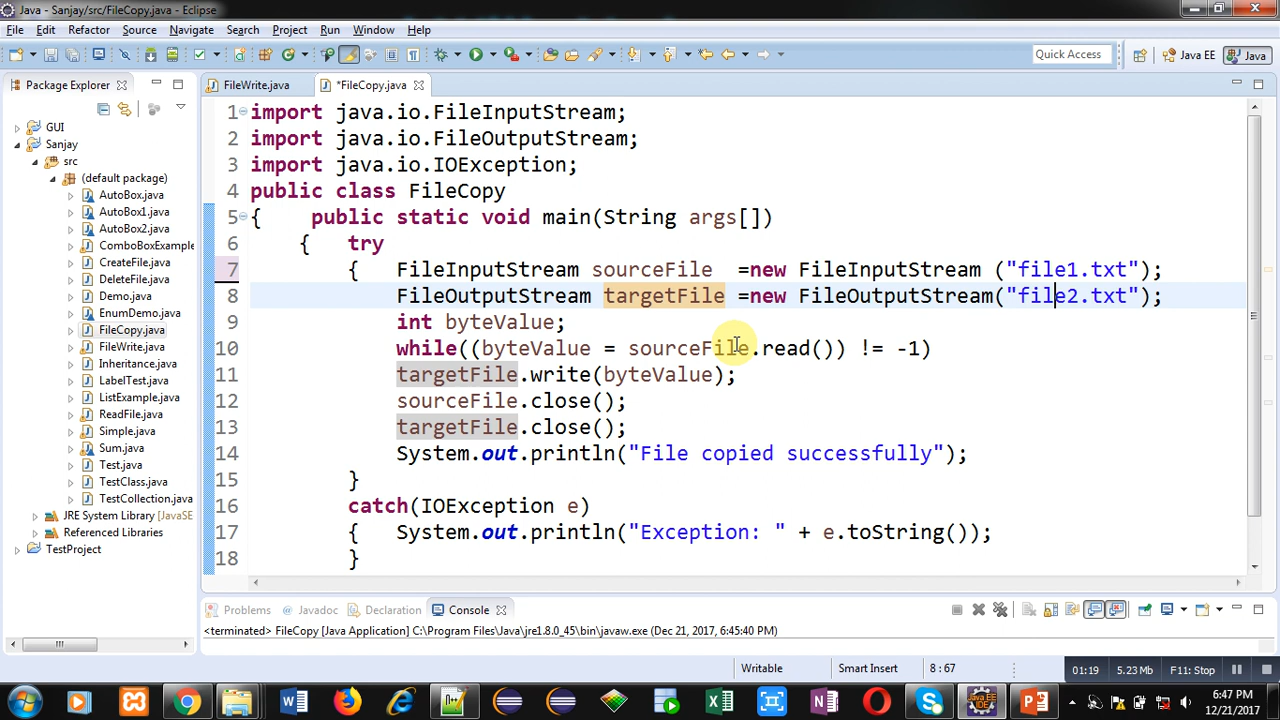 Java - Sanjay/src/FileCopy.java - Eclipse
File Edit Refactor Source Navigate Search Project Run Window Help
Quick Access Java EE Java
Package Explorer
GUI
Sanjay
src
(default package)
AutoBox.java
AutoBox1.java
AutoBox2.java
ComboBoxExample
CreateFile.java
DeleteFile.java
Demo.java
EnumDemo.java
FileCopy.java
FileWrite.java
Inheritance.java
LabelTest.java
ListExample.java
ReadFile.java
Simple.java
Sum.java
Test.java
TestClass.java
TestCollection.java
JRE System Library [JavaSE
Referenced Libraries
TestProject
FileWrite.java *FileCopy.java
1 import java.io.FileInputStream;
2 import java.io.FileOutputStream;
3 import java.io.IOException;
4 public class FileCopy
5 { public static void main(String args[])
6 { try
7 { FileInputStream sourceFile =new FileInputStream ("file1.txt");
8 FileOutputStream targetFile =new FileOutputStream("file2.txt");
9 int byteValue;
10 while((byteValue = sourceFile.read()) != -1)
11 targetFile.write(byteValue);
12 sourceFile.close();
13 targetFile.close();
14 System.out.println("File copied successfully");
15 }
16 catch(IOException e)
17 { System.out.println("Exception: " + e.toString());
18 }
Problems Javadoc Declaration Console
<terminated> FileCopy [Java Application] C:\Program Files\Java\jre1.8.0_45\bin\javaw.exe (Dec 21, 2017, 6:45:40 PM)
Writable Smart Insert 8 : 67 01:19 5.23 Mb F11: Stop
6:47 PM
12/21/2017